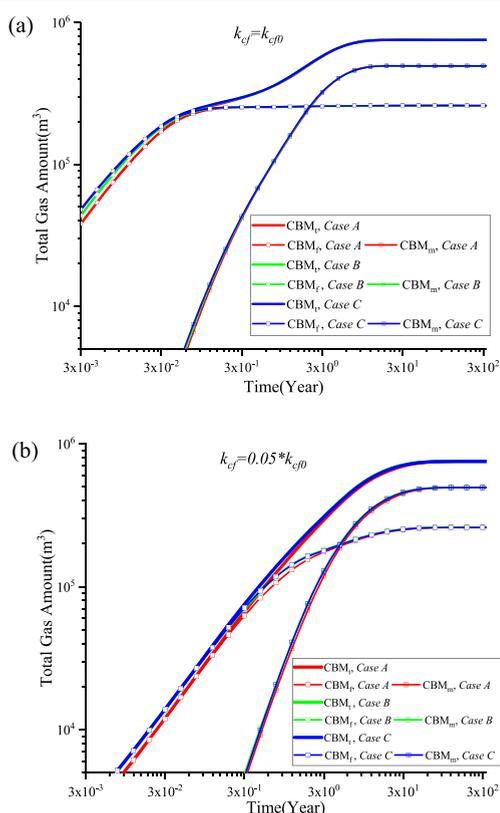 (a)
k_cf=k_cf0
10^6
10^5
10^4
Total Gas Amount(m^3)
CBM_t, Case A
CBM_f, Case A CBM_m, Case A
CBM_t, Case B
CBM_f, Case B CBM_m, Case B
CBM_t, Case C
CBM_f, Case C CBM_m, Case C
3x10^-3 3x10^-2 3x10^-1 3x10^0 3x10^1 3x10^2
Time(Year)
(b)
k_cf=0.05*k_cf0
10^6
10^5
10^4
Total Gas Amount(m^3)
CBM_t, Case A
CBM_f, Case A CBM_m, Case A
CBM_t, Case B
CBM_f, Case B CBM_m, Case B
CBM_t, Case C
CBM_f, Case C CBM_m, Case C
3x10^-3 3x10^-2 3x10^-1 3x10^0 3x10^1 3x10^2
Time(Year)